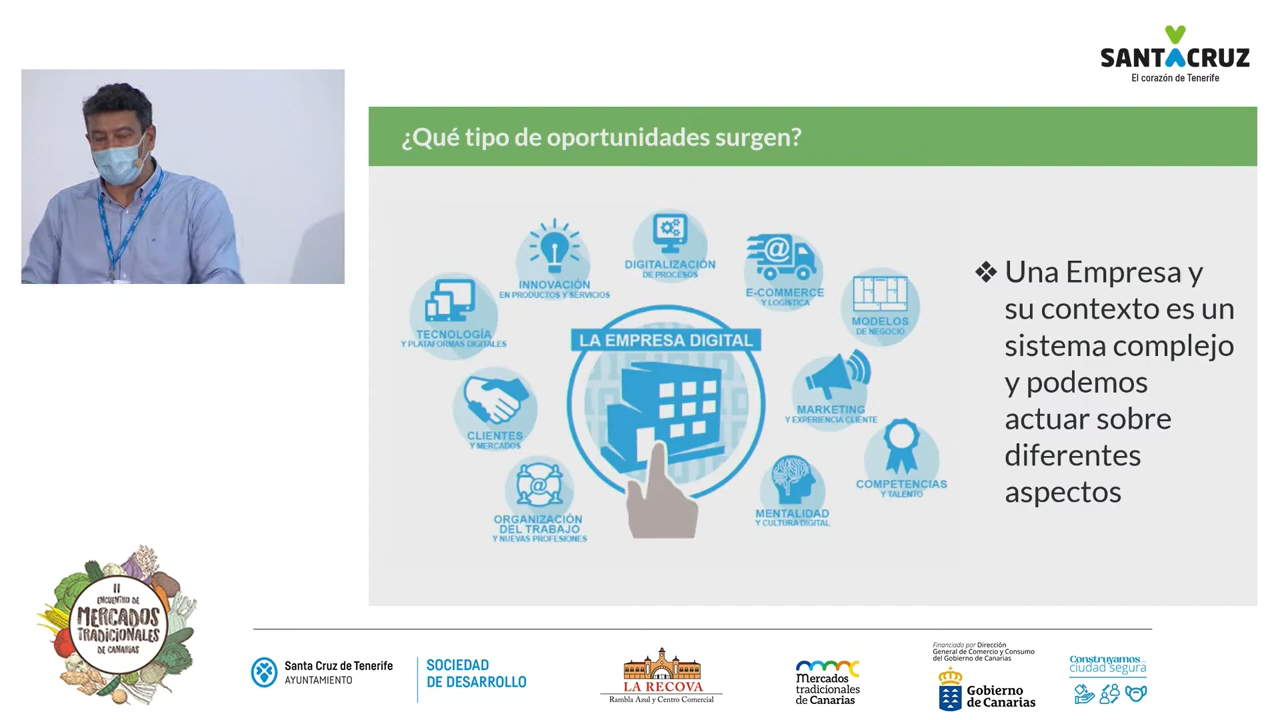 SANTACRUZ
El corazón de Tenerife
¿Qué tipo de oportunidades surgen?
DIGITALIZACIÓN
DE PROCESOS
INNOVACIÓN
EN PRODUCTOS Y SERVICIOS
E-COMMERCE
Y LOGÍSTICA
MODELOS
DE NEGOCIO
TECNOLOGÍA
Y PLATAFORMAS DIGITALES
LA EMPRESA DIGITAL
MARKETING
Y EXPERIENCIA CLIENTE
CLIENTES
Y MERCADOS
COMPETENCIAS
Y TALENTO
MENTALIDAD
Y CULTURA DIGITAL
ORGANIZACIÓN
DEL TRABAJO
Y NUEVAS PROFESIONES
❖ Una Empresa y
su contexto es un
sistema complejo
y podemos
actuar sobre
diferentes
aspectos
II
ENCUENTRO DE
MERCADOS
TRADICIONALES
DE CANARIAS
Santa Cruz de Tenerife
AYUNTAMIENTO
SOCIEDAD
DE DESARROLLO
LA RECOVA
Rambla Azul y Centro Comercial
mercados
tradicionales
de Canarias
Financiado por Dirección
General de Comercio y Consumo
del Gobierno de Canarias
Gobierno
de Canarias
Construyamos
ciudad segura